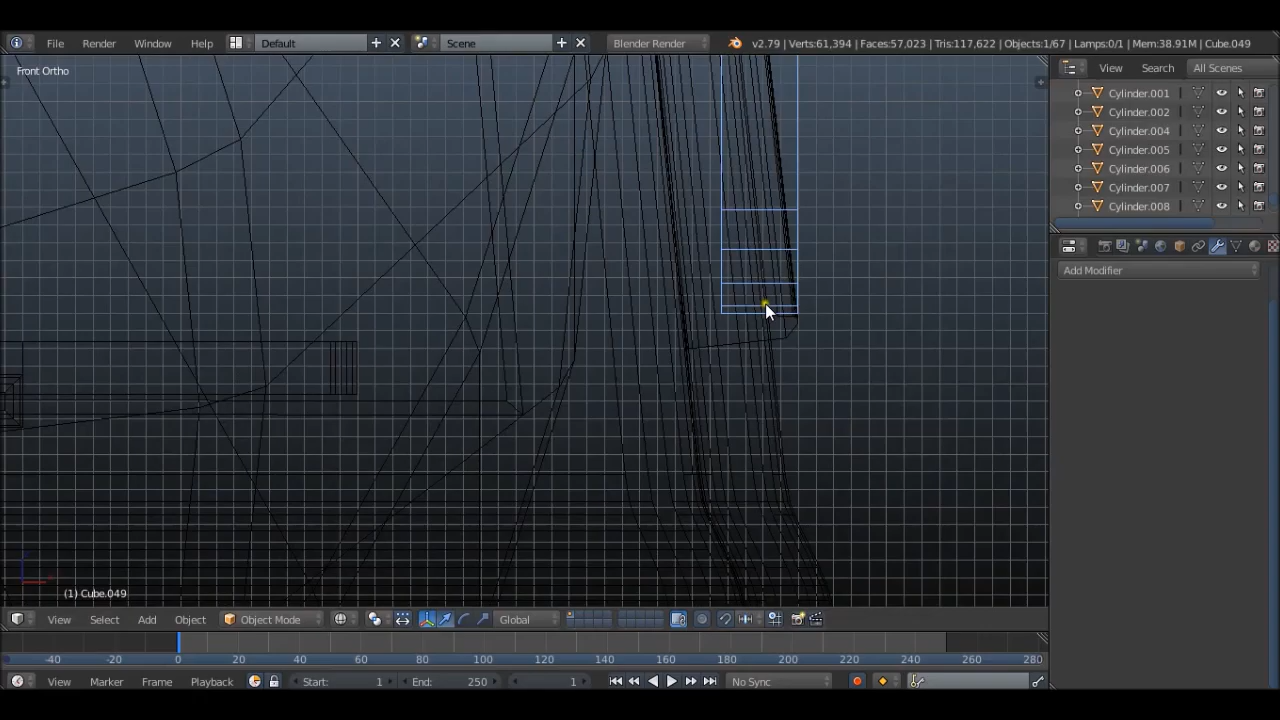 File Render Window Help Default Scene Blender Render v2.79 | Verts:61,394 | Faces:57,023 | Tris:117,622 | Objects:1/67 | Lamps:0/1 | Mem:38.91M | Cube.049
Front Ortho
View Search All Scenes
Cylinder.001
Cylinder.002
Cylinder.004
Cylinder.005
Cylinder.006
Cylinder.007
Cylinder.008
Add Modifier
(1) Cube.049
View Select Add Object Object Mode Global
-40 -20 0 20 40 60 80 100 120 140 160 180 200 220 240 260 280
View Marker Frame Playback Start: 1 End: 250 1 No Sync